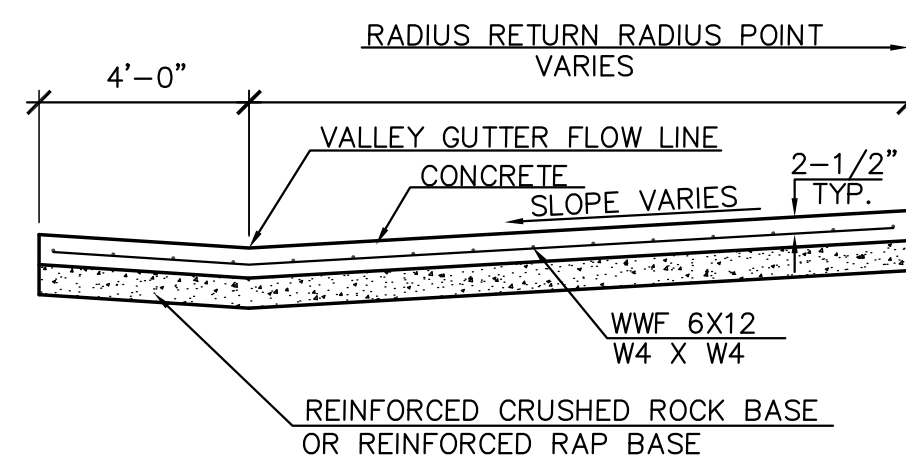 RADIUS RETURN RADIUS POINT
VARIES
4'-0"
VALLEY GUTTER FLOW LINE
CONCRETE
SLOPE VARIES
2-1/2"
TYP.
WWF 6X12
W4 X W4
REINFORCED CRUSHED ROCK BASE
OR REINFORCED RAP BASE